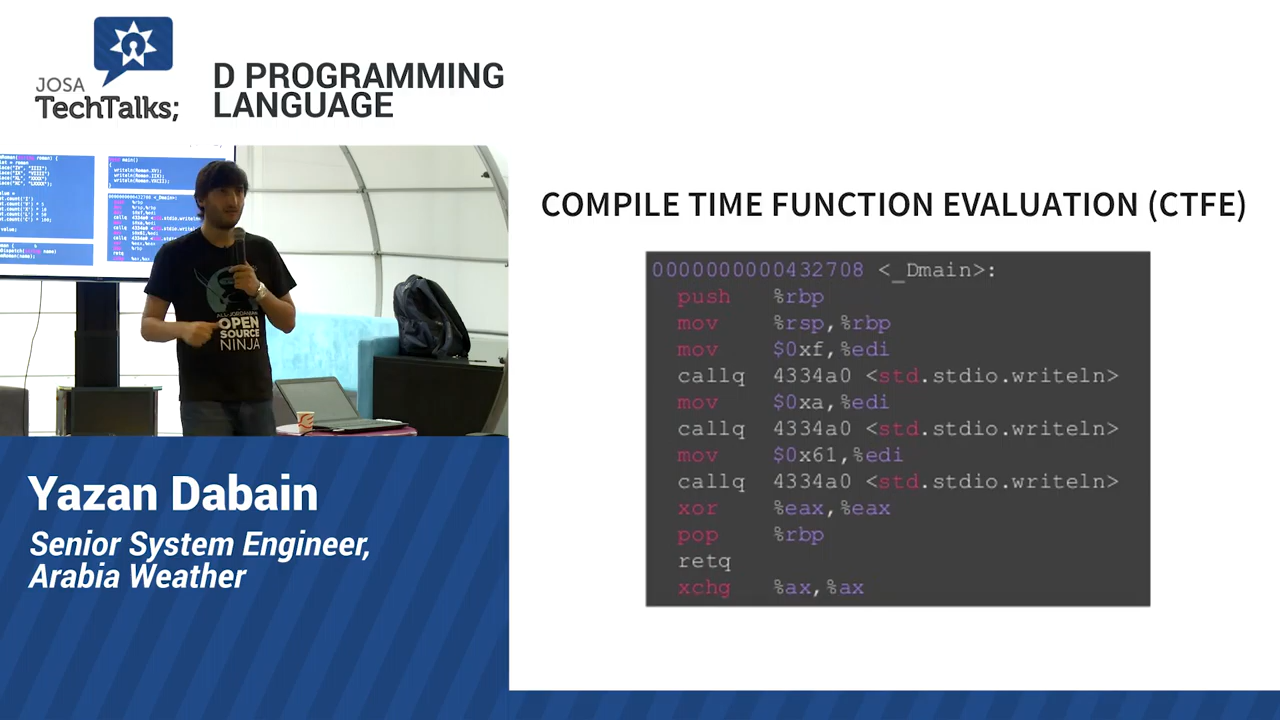 JOSA
TechTalks;
D PROGRAMMING
LANGUAGE
ALL-JORDANIAN
OPEN
SOURCE
NINJA
Yazan Dabain
Senior System Engineer,
Arabia Weather
COMPILE TIME FUNCTION EVALUATION (CTFE)
0000000000432708 <_Dmain>:
push %rbp
mov %rsp,%rbp
mov $0xf,%edi
callq 4334a0 <std.stdio.writeln>
mov $0xa,%edi
callq 4334a0 <std.stdio.writeln>
mov $0x61,%edi
callq 4334a0 <std.stdio.writeln>
xor %eax,%eax
pop %rbp
retq
xchg %ax,%ax